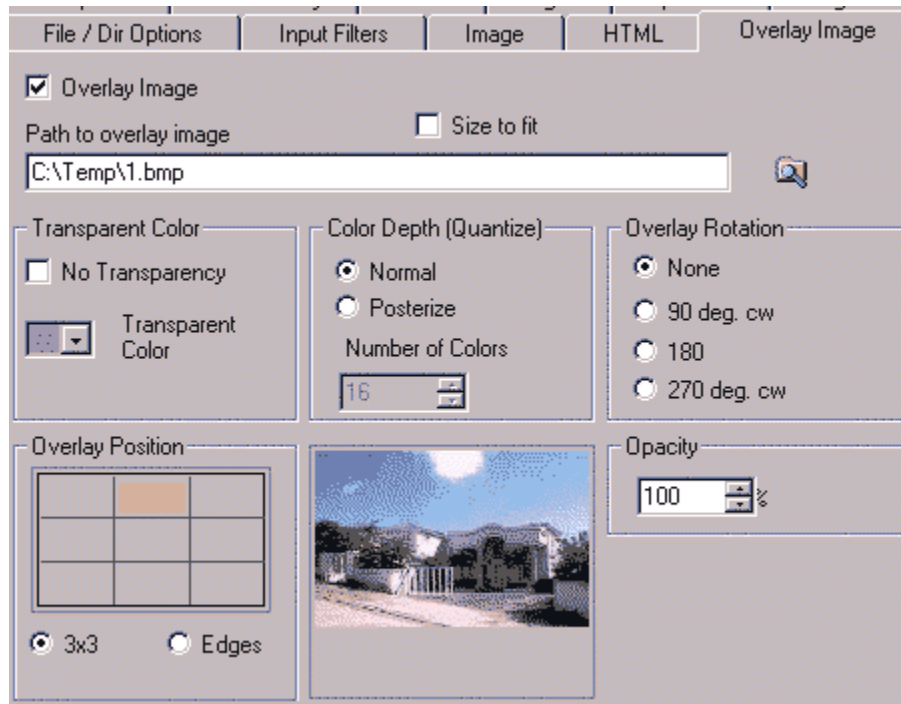 File / Dir Options Input Filters Image HTML Overlay Image
Overlay Image
Size to fit
Path to overlay image
C:\Temp\1.bmp
Transparent Color
No Transparency
Transparent
Color
Color Depth (Quantize)
Normal
Posterize
Number of Colors
16
Overlay Rotation
None
90 deg. cw
180
270 deg. cw
Overlay Position
3x3 Edges
Opacity
100 %